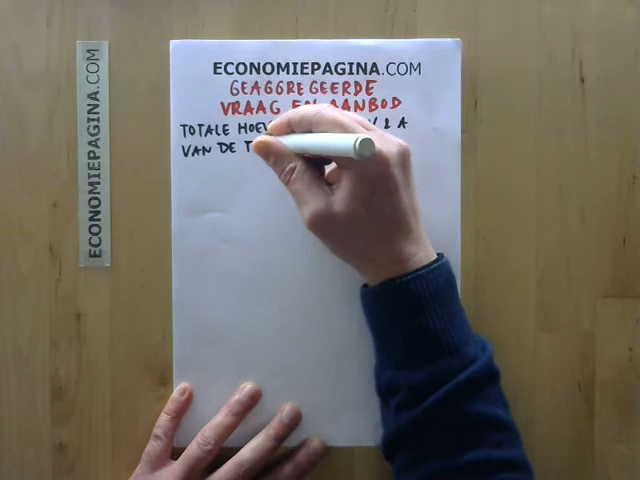 ECONOMIEPAGINA.COM
ECONOMIEPAGINA.COM
GEAGGREGEERDE
VRAAG EN AANBOD
TOTALE V & A
VAN DE